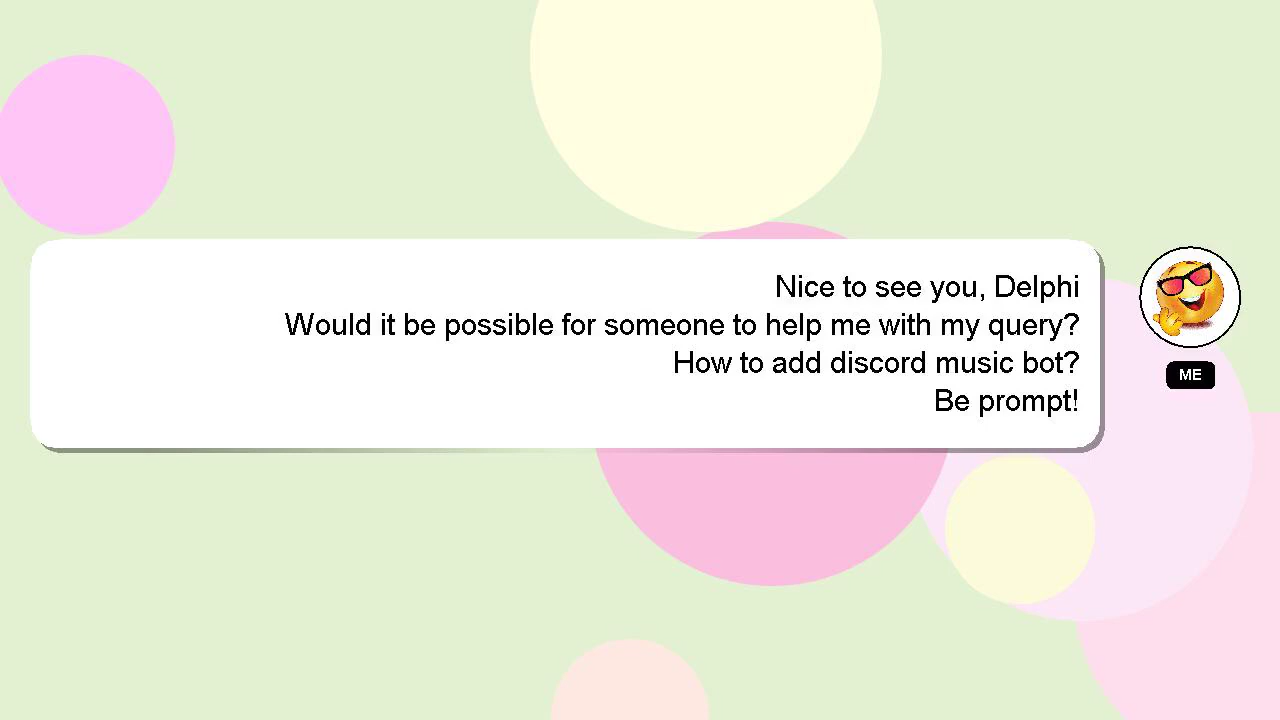 Nice to see you, Delphi
Would it be possible for someone to help me with my query?
How to add discord music bot?
Be prompt!
ME